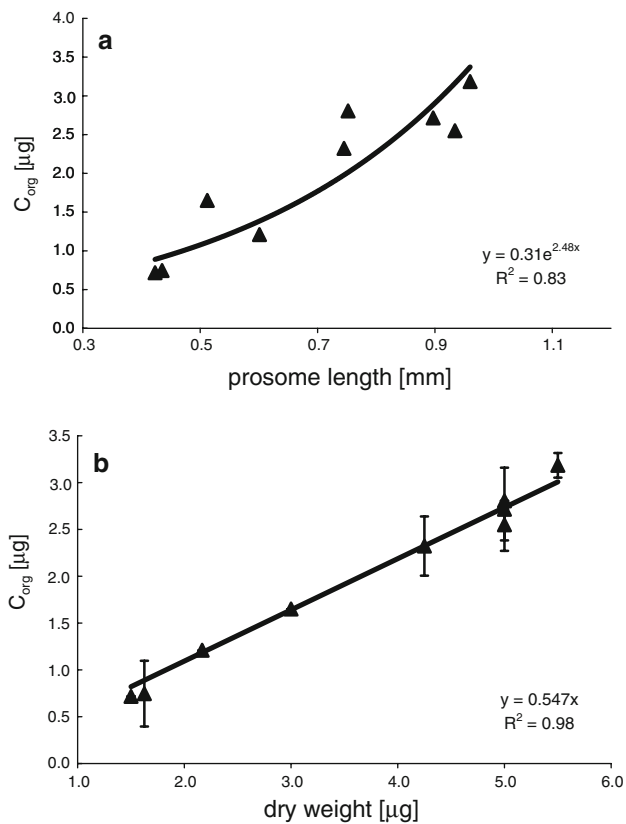 a
4.0
3.5
3.0
2.5
2.0
1.5
1.0
0.5
0.0
C_org [µg]
0.3 0.5 0.7 0.9 1.1
prosome length [mm]
y = 0.31e^2.48x
R² = 0.83
b
3.5
3.0
2.5
2.0
1.5
1.0
0.5
0.0
C_org [µg]
1.0 2.0 3.0 4.0 5.0 6.0
dry weight [µg]
y = 0.547x
R² = 0.98